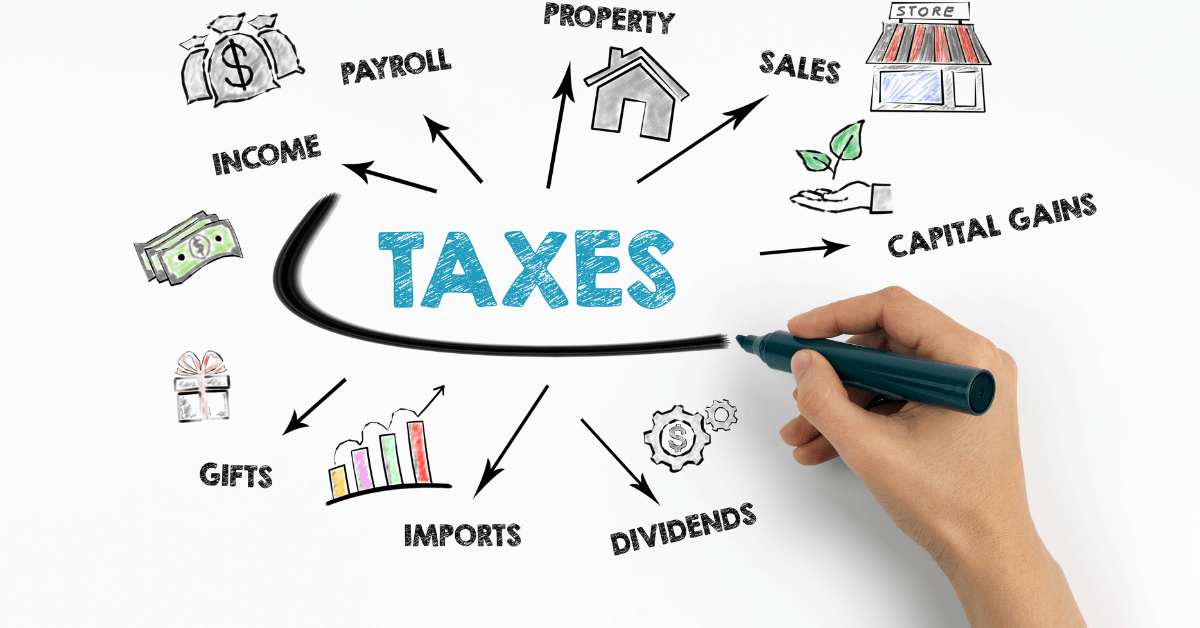 PROPERTY
STORE
PAYROLL
SALES
$
INCOME
CAPITAL GAINS
$
TAXES
GIFTS
$
IMPORTS
DIVIDENDS